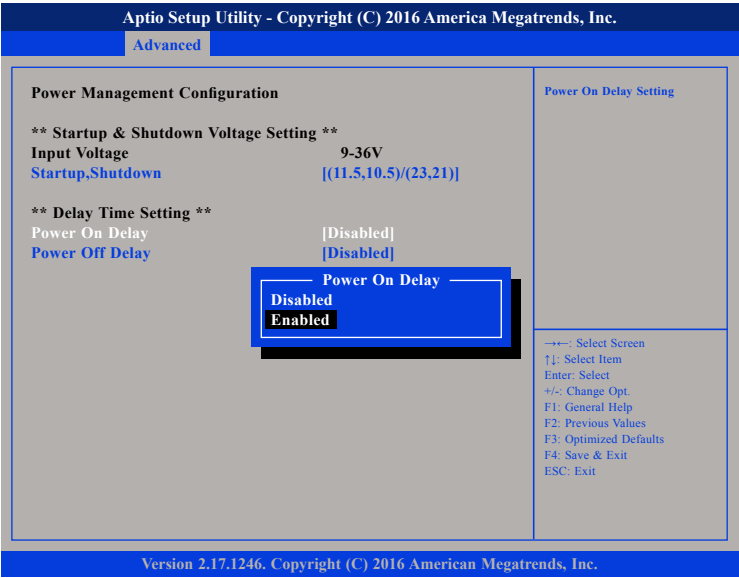 Aptio Setup Utility - Copyright (C) 2016 America Megatrends, Inc.
Advanced
Power Management Configuration
** Startup & Shutdown Voltage Setting **
Input Voltage 9-36V
Startup,Shutdown [(11.5,10.5)/(23,21)]
** Delay Time Setting **
Power On Delay [Disabled]
Power Off Delay [Disabled]
Power On Delay
Disabled
Enabled
Power On Delay Setting
→←: Select Screen
↑↓: Select Item
Enter: Select
+/-: Change Opt.
F1: General Help
F2: Previous Values
F3: Optimized Defaults
F4: Save & Exit
ESC: Exit
Version 2.17.1246. Copyright (C) 2016 American Megatrends, Inc.